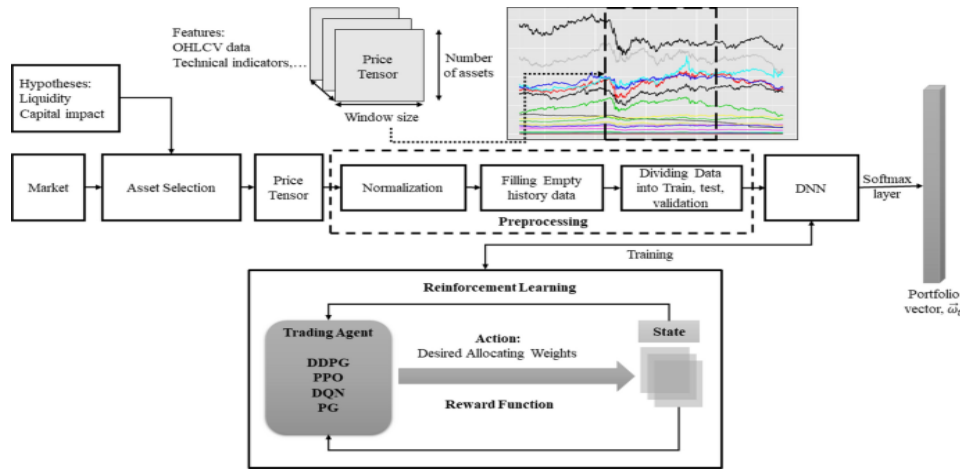 Features:
OHLCV data
Technical indicators,…
Price
Tensor
Number
of assets
Window size
Hypotheses:
Liquidity
Capital impact
Market
Asset Selection
Price
Tensor
Normalization
Filling Empty
history data
Dividing Data
into Train, test,
validation
Preprocessing
DNN
Softmax
layer
Training
Portfolio
vector, ω⃗t
Reinforcement Learning
Trading Agent
DDPG
PPO
DQN
PG
Action:
Desired Allocating Weights
Reward Function
State